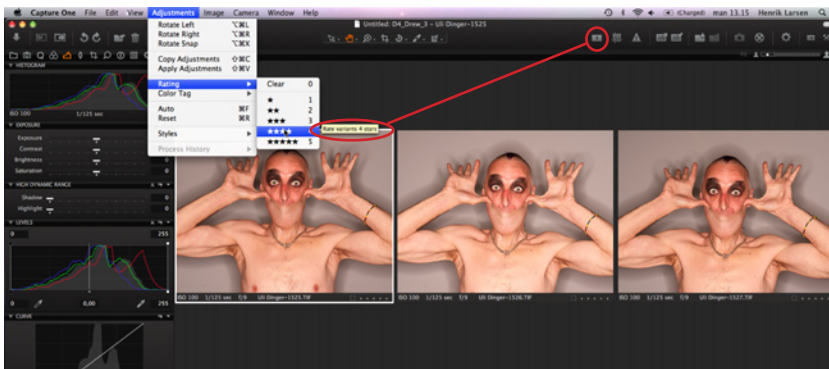 Capture One File Edit View Adjustments Image Camera Window Help
(Charged) man 13.15 Henrik Larsen
Untitled: D4_Drew_3 - Uli Dinger-1525
Rotate Left ⌥⌘L
Rotate Right ⌥⌘R
Rotate Snap ⌥⌘X
Copy Adjustments ⇧⌘C
Apply Adjustments ⇧⌘V
Rating
Color Tag
Auto ⌘F
Reset ⌘R
Styles
Process History
Clear 0
★ 1
★★ 2
★★★ 3
★★★★
Rate variants 4 stars
★★★★★ 5
HISTOGRAM
ISO 100 1/125 sec
EXPOSURE
Exposure
Contrast
Brightness
Saturation
HIGH DYNAMIC RANGE
Shadow 0
Highlight 0
LEVELS
0 255
0 0,00 255
CURVE
ISO 100 1/125 sec f/9 Uli Dinger-1525.TIF
ISO 100 1/125 sec f/9 Uli Dinger-1526.TIF
ISO 100 1/125 sec f/9 Uli Dinger-1527.TIF